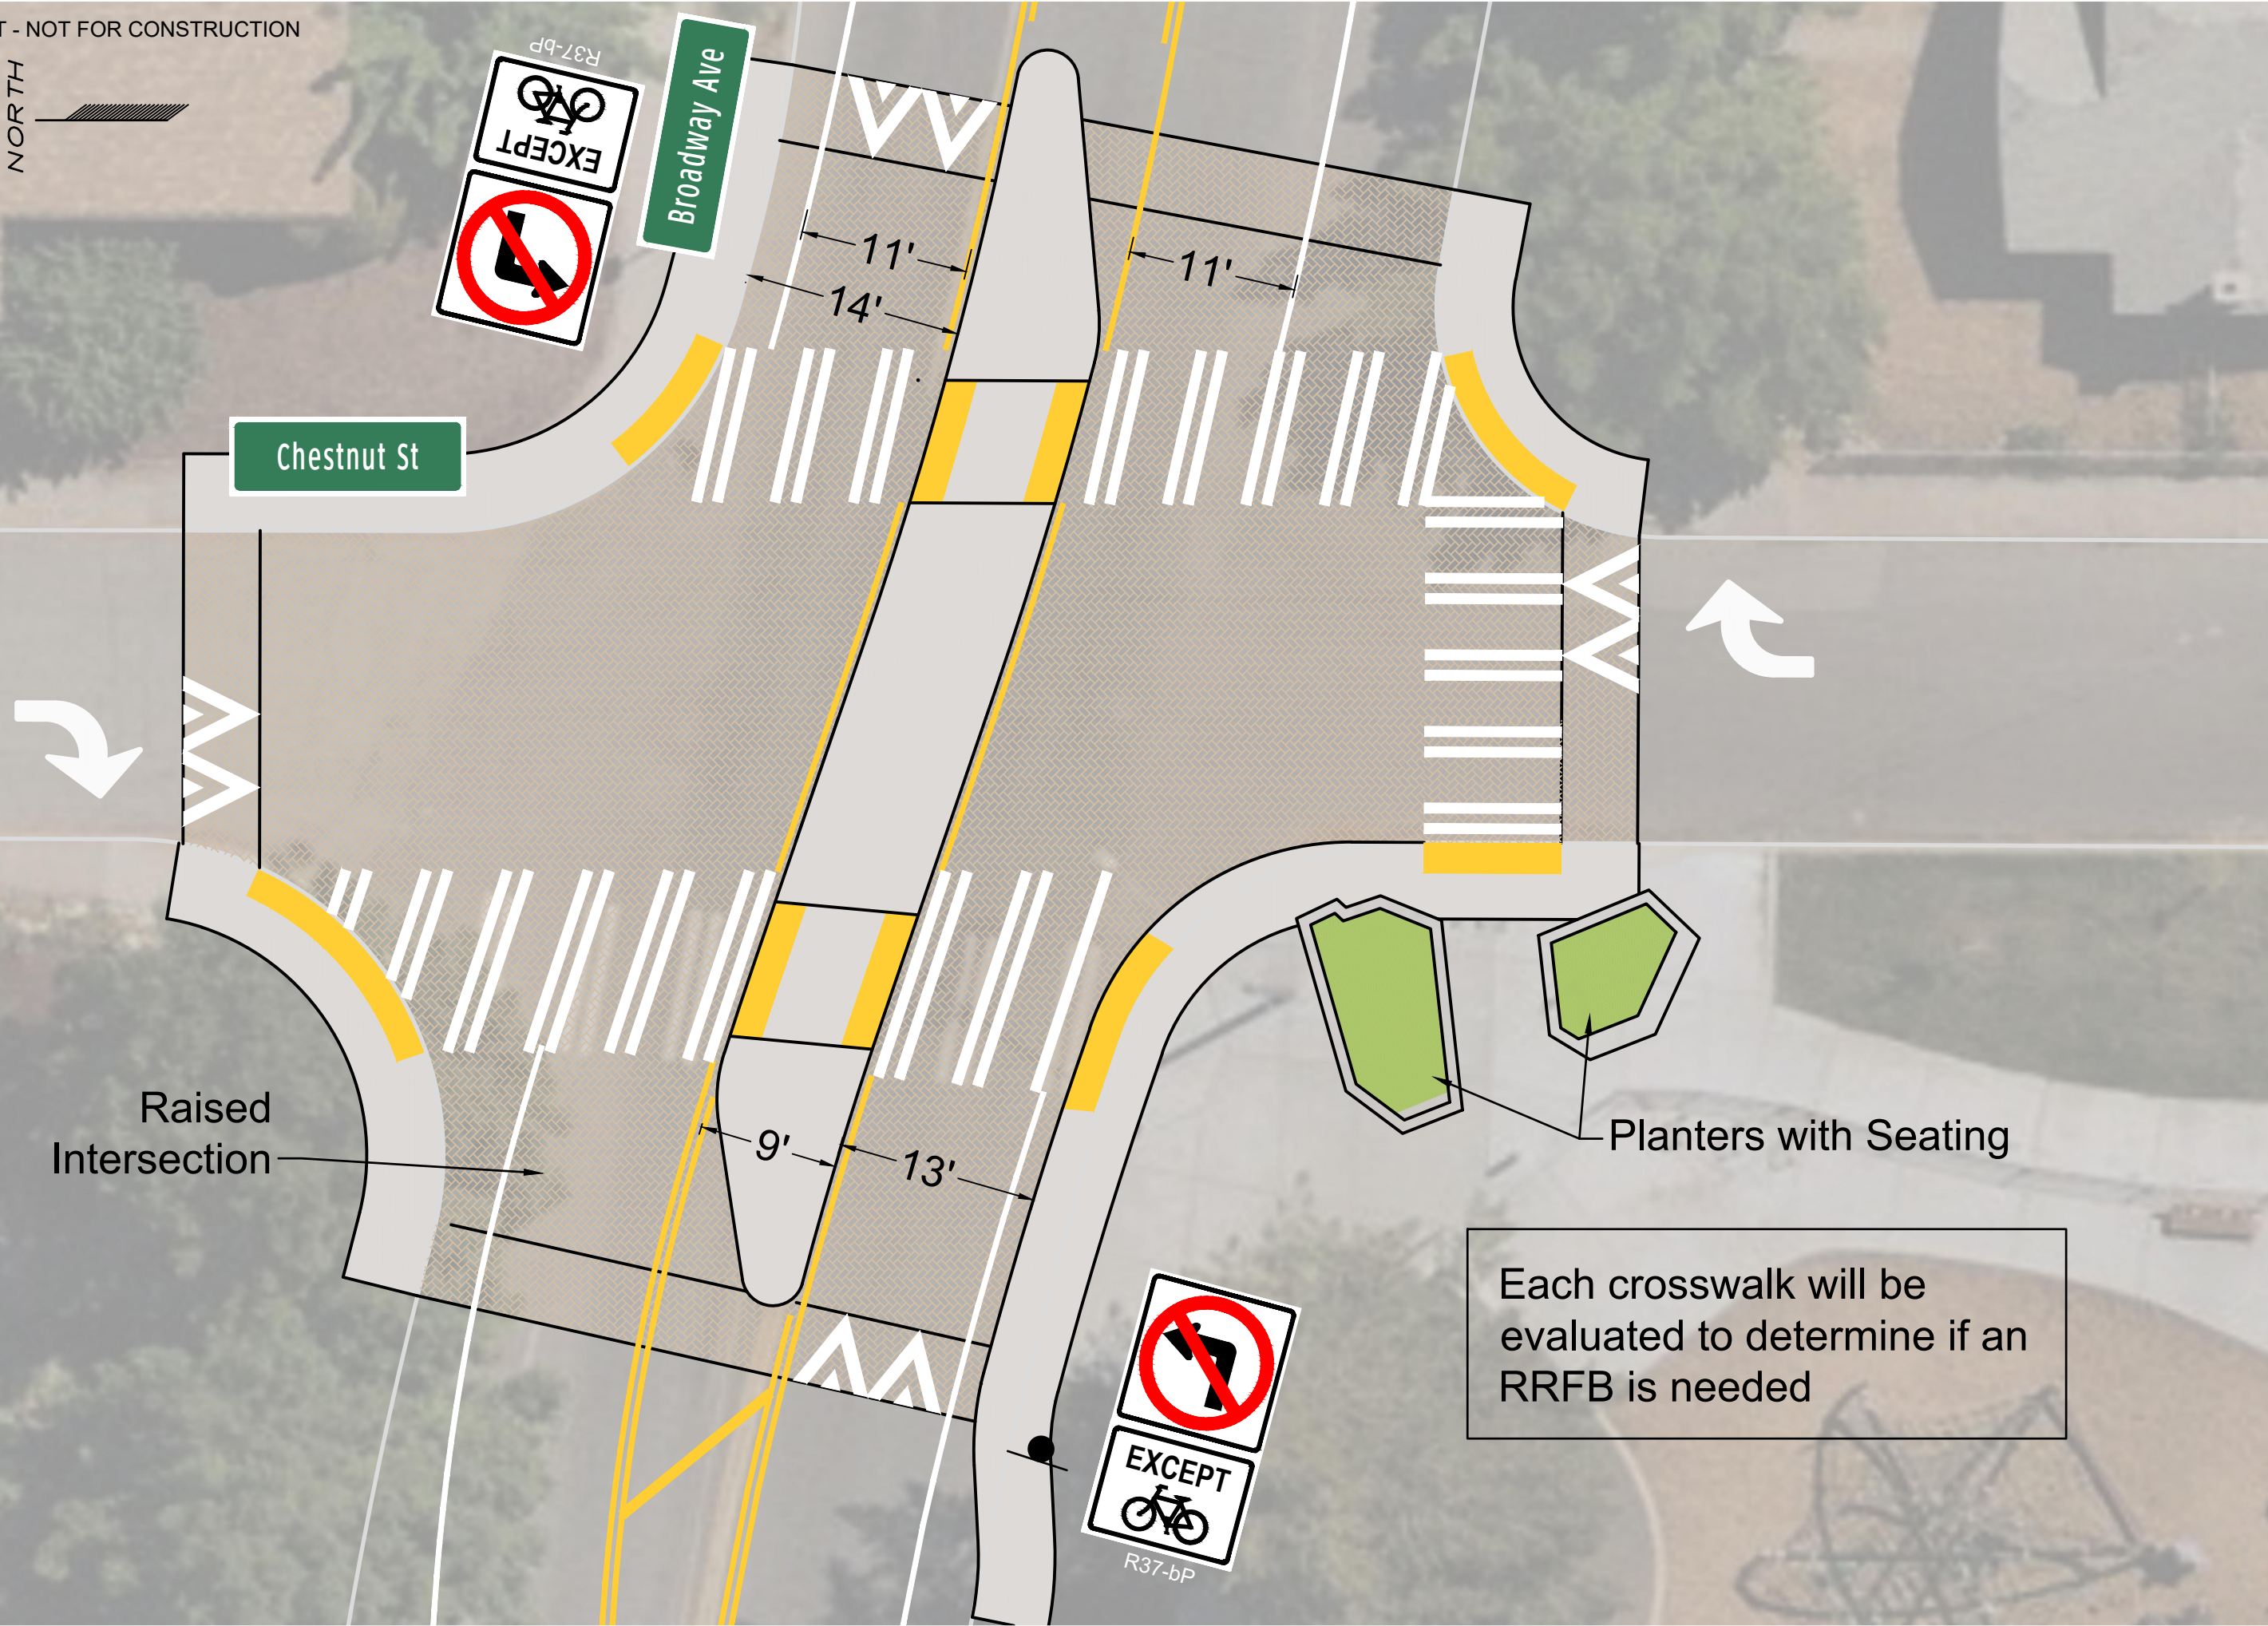 T - NOT FOR CONSTRUCTION
NORTH
R37-bP
EXCEPT
Broadway Ave
Chestnut St
11'
14'
11'
Raised
Intersection
9'
13'
Planters with Seating
Each crosswalk will be
evaluated to determine if an
RRFB is needed
EXCEPT
R37-bP